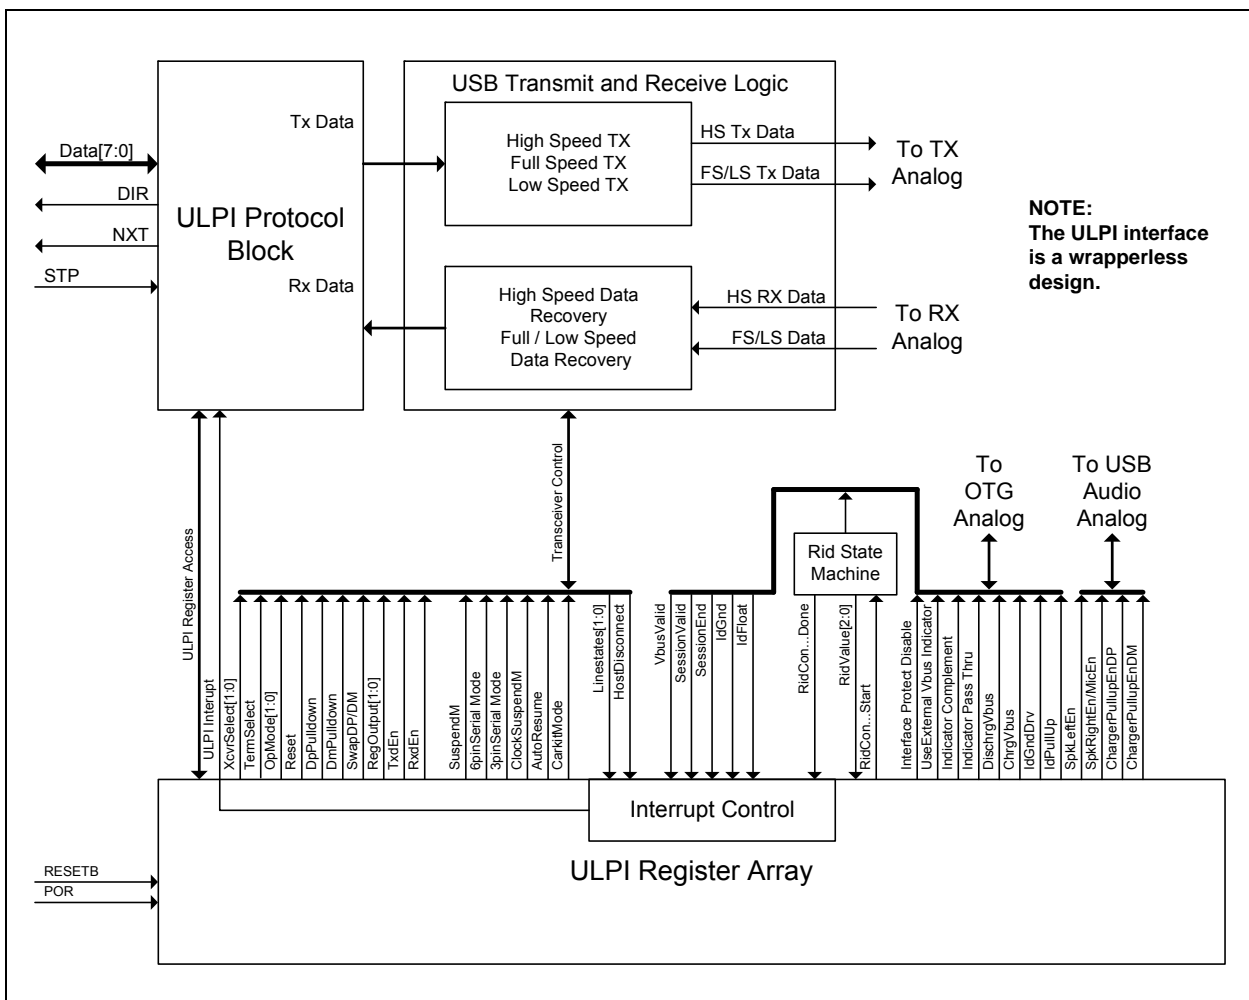 USB Transmit and Receive Logic
Tx Data
Data[7:0]
DIR
NXT
STP
ULPI Protocol
Block
Rx Data
High Speed TX
Full Speed TX
Low Speed TX
HS Tx Data
FS/LS Tx Data
To TX
Analog
High Speed Data
Recovery
Full / Low Speed
Data Recovery
HS RX Data
FS/LS Data
To RX
Analog
NOTE:
The ULPI interface
is a wrapperless
design.
ULPI Register Access
ULPI Interupt
Transceiver Control
XcvrSelect[1:0]
TermSelect
OpMode[1:0]
Reset
DpPulldown
DmPulldown
SwapDP/DM
RegOutput[1:0]
TxdEn
RxdEn
SuspendM
6pinSerial Mode
3pinSerial Mode
ClockSuspendM
AutoResume
CarkitMode
Linestates[1:0]
HostDisconnect
VbusValid
SessionValid
SessionEnd
IdGnd
IdFloat
Rid State
Machine
RidCon...Done
RidValue[2:0]
RidCon...Start
To
OTG
Analog
To USB
Audio
Analog
Interface Protect Disable
UseExternal Vbus Indicator
Indicator Complement
Indicator Pass Thru
DischrgVbus
ChrgVbus
IdGndDrv
IdPullUp
SpkLeftEn
SpkRightEn/MicEn
ChargerPullupEnDP
ChargerPullupEnDM
Interrupt Control
ULPI Register Array
RESETB
POR